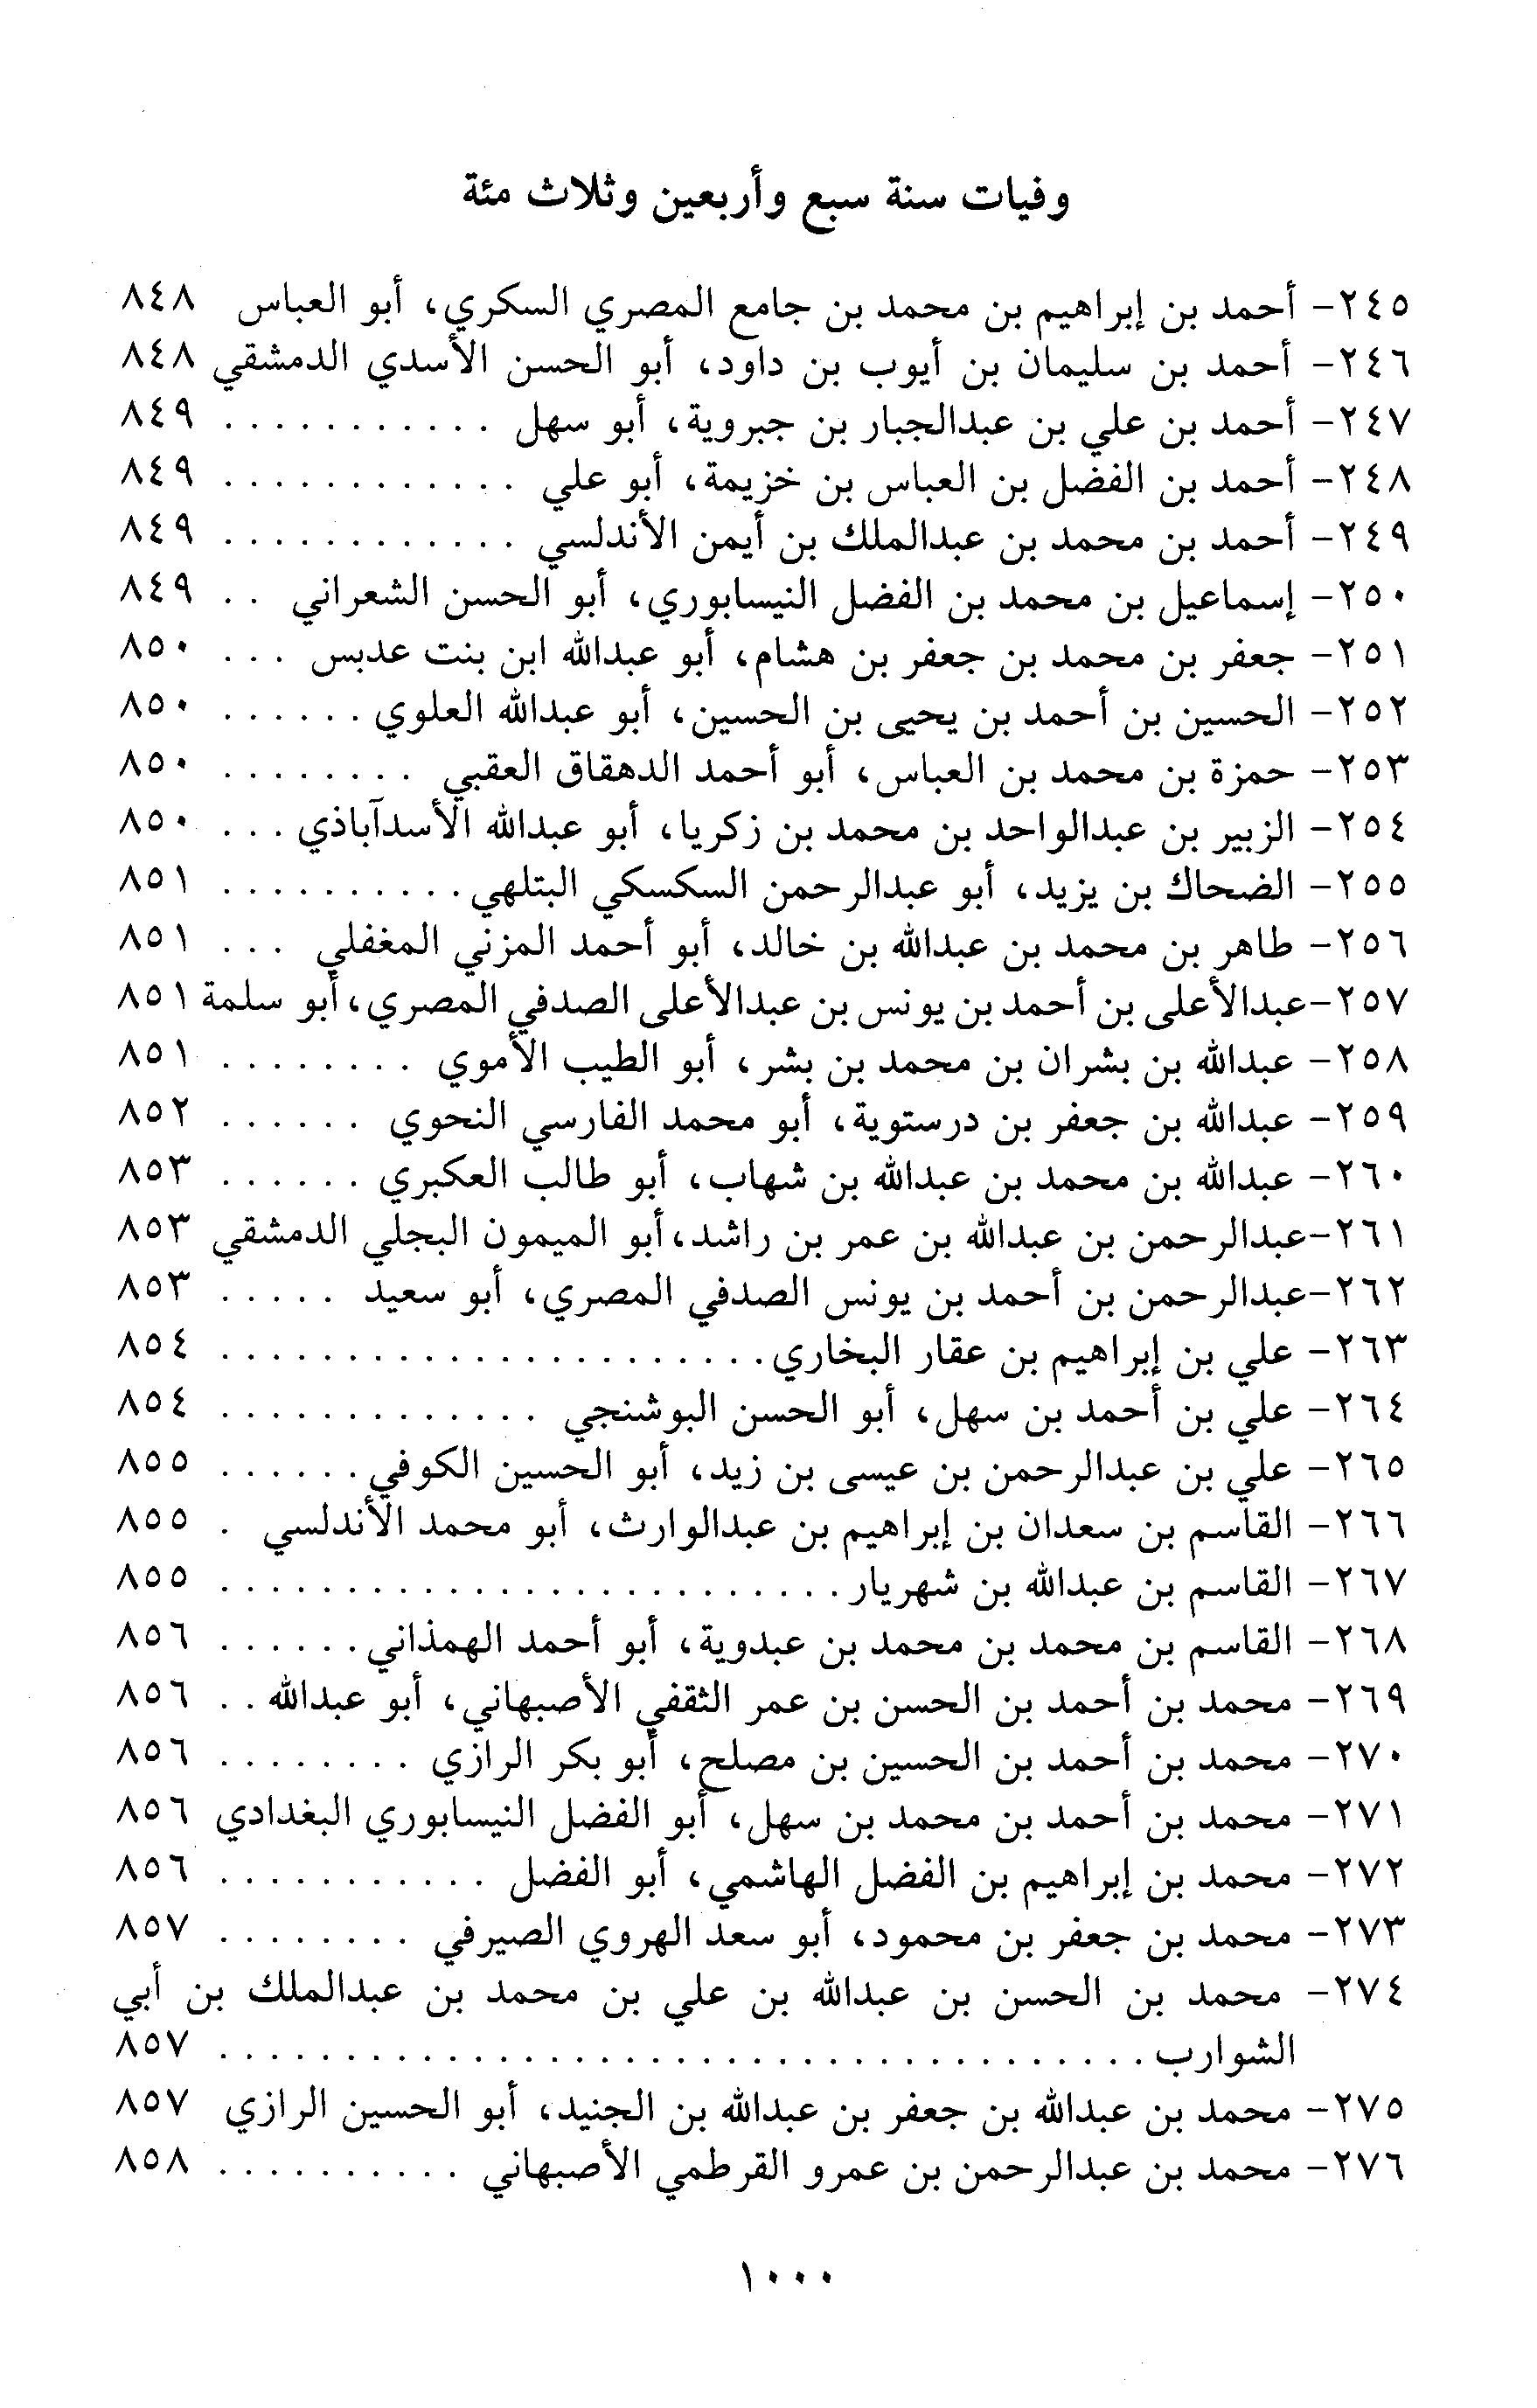 وفيات سنة سبع وأربعين وثلاث مئة
٢٤٥- أحمد بن إبراهيم بن محمد بن جامع المصري السكري، أبو العباس ٨٤٨
٢٤٦- أحمد بن سليمان بن أيوب بن داود، أبو الحسن الأسدي الدمشقي ٨٤٨
٢٤٧- أحمد بن علي بن عبدالجبار بن جبروية، أبو سهل . . . . . . . . . . . ٨٤٩
٢٤٨- أحمد بن الفضل بن العباس بن خزيمة، أبو علي . . . . . . . . . . . . ٨٤٩
٢٤٩- أحمد بن محمد بن عبدالملك بن أيمن الأندلسي . . . . . . . . . . . . ٨٤٩
٢٥٠- إسماعيل بن محمد بن الفضل النيسابوري، أبو الحسن الشعراني . . ٨٤٩
٢٥١- جعفر بن محمد بن جعفر بن هشام، أبو عبدالله ابن بنت عدبس . . . ٨٥٠
٢٥٢- الحسين بن أحمد بن يحيى بن الحسين، أبو عبدالله العلوي . . . . . . ٨٥٠
٢٥٣- حمزة بن محمد بن العباس، أبو أحمد الدهقاق العقبي . . . . . . . . ٨٥٠
٢٥٤- الزبير بن عبدالواحد بن محمد بن زكريا، أبو عبدالله الأسدآباذي . . . ٨٥٠
٢٥٥- الضحاك بن يزيد، أبو عبدالرحمن السكسكي البتلهي . . . . . . . . . . ٨٥١
٢٥٦- طاهر بن محمد بن عبدالله بن خالد، أبو أحمد المزني المغفلي . . . ٨٥١
٢٥٧- عبدالأعلى بن أحمد بن يونس بن عبدالأعلى الصدفي المصري، أبو سلمة ٨٥١
٢٥٨- عبدالله بن بشران بن محمد بن بشر، أبو الطيب الأموي . . . . . . . . ٨٥١
٢٥٩- عبدالله بن جعفر بن درستوية، أبو محمد الفارسي النحوي . . . . . . ٨٥٢
٢٦٠- عبدالله بن محمد بن عبدالله بن شهاب، أبو طالب العكبري . . . . . . ٨٥٣
٢٦١- عبدالرحمن بن عبدالله بن عمر بن راشد، أبو الميمون البجلي الدمشقي ٨٥٣
٢٦٢- عبدالرحمن بن أحمد بن يونس الصدفي المصري، أبو سعيد . . . . . ٨٥٣
٢٦٣- علي بن إبراهيم بن عقار البخاري . . . . . . . . . . . . . . . . . . . . . . ٨٥٤
٢٦٤- علي بن أحمد بن سهل، أبو الحسن البوشنجي . . . . . . . . . . . . . ٨٥٤
٢٦٥- علي بن عبدالرحمن بن عيسى بن زيد، أبو الحسين الكوفي . . . . . . ٨٥٥
٢٦٦- القاسم بن سعدان بن إبراهيم بن عبدالوارث، أبو محمد الأندلسي . ٨٥٥
٢٦٧- القاسم بن عبدالله بن شهريار . . . . . . . . . . . . . . . . . . . . . . . . . ٨٥٥
٢٦٨- القاسم بن محمد بن محمد بن عبدوية، أبو أحمد الهمذاني . . . . . . ٨٥٦
٢٦٩- محمد بن أحمد بن الحسن بن عمر الثقفي الأصبهاني، أبو عبدالله . . ٨٥٦
٢٧٠- محمد بن أحمد بن الحسين بن مصلح، أبو بكر الرازي . . . . . . . . ٨٥٦
٢٧١- محمد بن أحمد بن محمد بن سهل، أبو الفضل النيسابوري البغدادي ٨٥٦
٢٧٢- محمد بن إبراهيم بن الفضل الهاشمي، أبو الفضل . . . . . . . . . . . ٨٥٦
٢٧٣- محمد بن جعفر بن محمود، أبو سعد الهروي الصيرفي . . . . . . . . ٨٥٧
٢٧٤- محمد بن الحسن بن عبدالله بن علي بن محمد بن عبدالملك بن أبي
الشوارب . . . . . . . . . . . . . . . . . . . . . . . . . . . . . . . . . . . . . ٨٥٧
٢٧٥- محمد بن عبدالله بن جعفر بن عبدالله بن الجنيد، أبو الحسين الرازي ٨٥٧
٢٧٦- محمد بن عبدالرحمن بن عمرو القرطمي الأصبهاني . . . . . . . . . . ٨٥٨
١٠٠٠